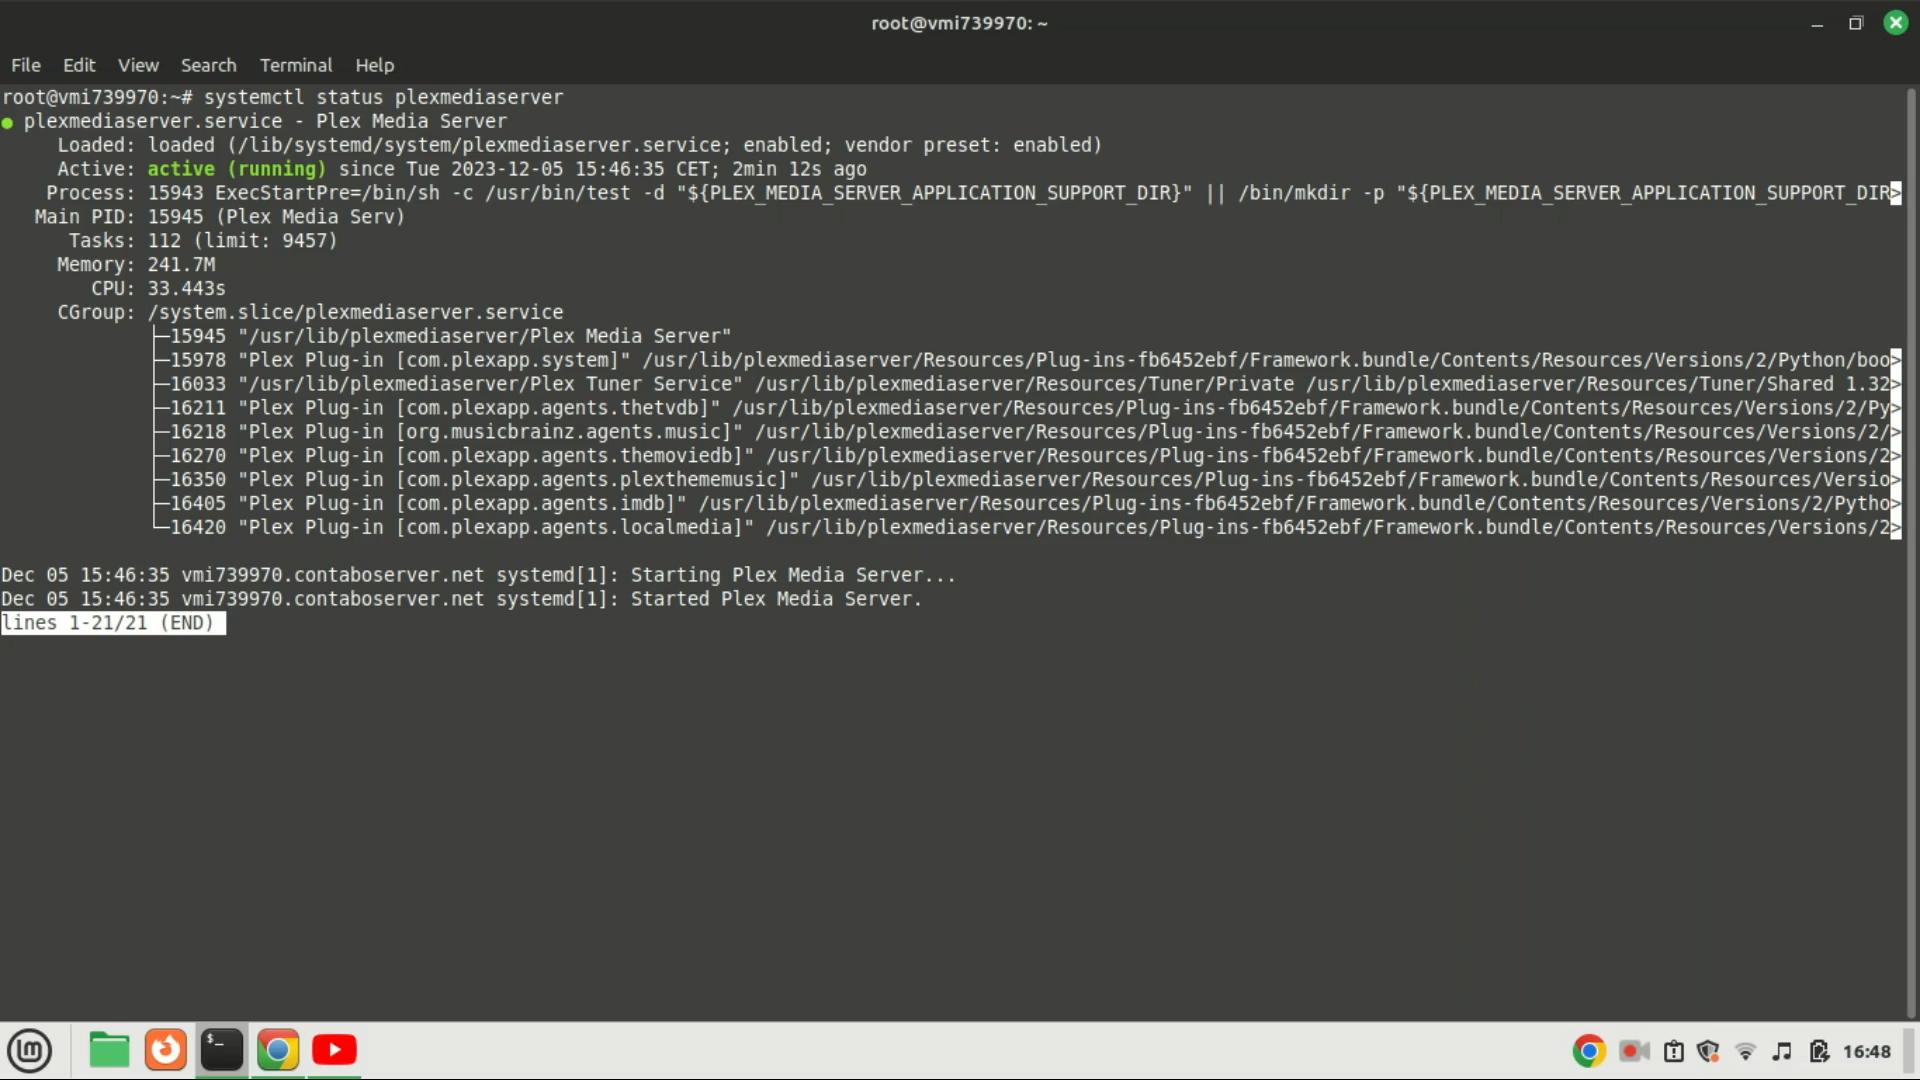 root@vmi739970: ~
File Edit View Search Terminal Help
root@vmi739970:~# systemctl status plexmediaserver
● plexmediaserver.service - Plex Media Server
Loaded: loaded (/lib/systemd/system/plexmediaserver.service; enabled; vendor preset: enabled)
Active: active (running) since Tue 2023-12-05 15:46:35 CET; 2min 12s ago
Process: 15943 ExecStartPre=/bin/sh -c /usr/bin/test -d "${PLEX_MEDIA_SERVER_APPLICATION_SUPPORT_DIR}" || /bin/mkdir -p "${PLEX_MEDIA_SERVER_APPLICATION_SUPPORT_DIR>
Main PID: 15945 (Plex Media Serv)
Tasks: 112 (limit: 9457)
Memory: 241.7M
CPU: 33.443s
CGroup: /system.slice/plexmediaserver.service
├─15945 "/usr/lib/plexmediaserver/Plex Media Server"
├─15978 "Plex Plug-in [com.plexapp.system]" /usr/lib/plexmediaserver/Resources/Plug-ins-fb6452ebf/Framework.bundle/Contents/Resources/Versions/2/Python/boo>
├─16033 "/usr/lib/plexmediaserver/Plex Tuner Service" /usr/lib/plexmediaserver/Resources/Tuner/Private /usr/lib/plexmediaserver/Resources/Tuner/Shared 1.32>
├─16211 "Plex Plug-in [com.plexapp.agents.thetvdb]" /usr/lib/plexmediaserver/Resources/Plug-ins-fb6452ebf/Framework.bundle/Contents/Resources/Versions/2/Py>
├─16218 "Plex Plug-in [org.musicbrainz.agents.music]" /usr/lib/plexmediaserver/Resources/Plug-ins-fb6452ebf/Framework.bundle/Contents/Resources/Versions/2/>
├─16270 "Plex Plug-in [com.plexapp.agents.themoviedb]" /usr/lib/plexmediaserver/Resources/Plug-ins-fb6452ebf/Framework.bundle/Contents/Resources/Versions/2>
├─16350 "Plex Plug-in [com.plexapp.agents.plexthememusic]" /usr/lib/plexmediaserver/Resources/Plug-ins-fb6452ebf/Framework.bundle/Contents/Resources/Versio>
├─16405 "Plex Plug-in [com.plexapp.agents.imdb]" /usr/lib/plexmediaserver/Resources/Plug-ins-fb6452ebf/Framework.bundle/Contents/Resources/Versions/2/Pytho>
└─16420 "Plex Plug-in [com.plexapp.agents.localmedia]" /usr/lib/plexmediaserver/Resources/Plug-ins-fb6452ebf/Framework.bundle/Contents/Resources/Versions/2>
Dec 05 15:46:35 vmi739970.contaboserver.net systemd[1]: Starting Plex Media Server...
Dec 05 15:46:35 vmi739970.contaboserver.net systemd[1]: Started Plex Media Server.
lines 1-21/21 (END)
16:48